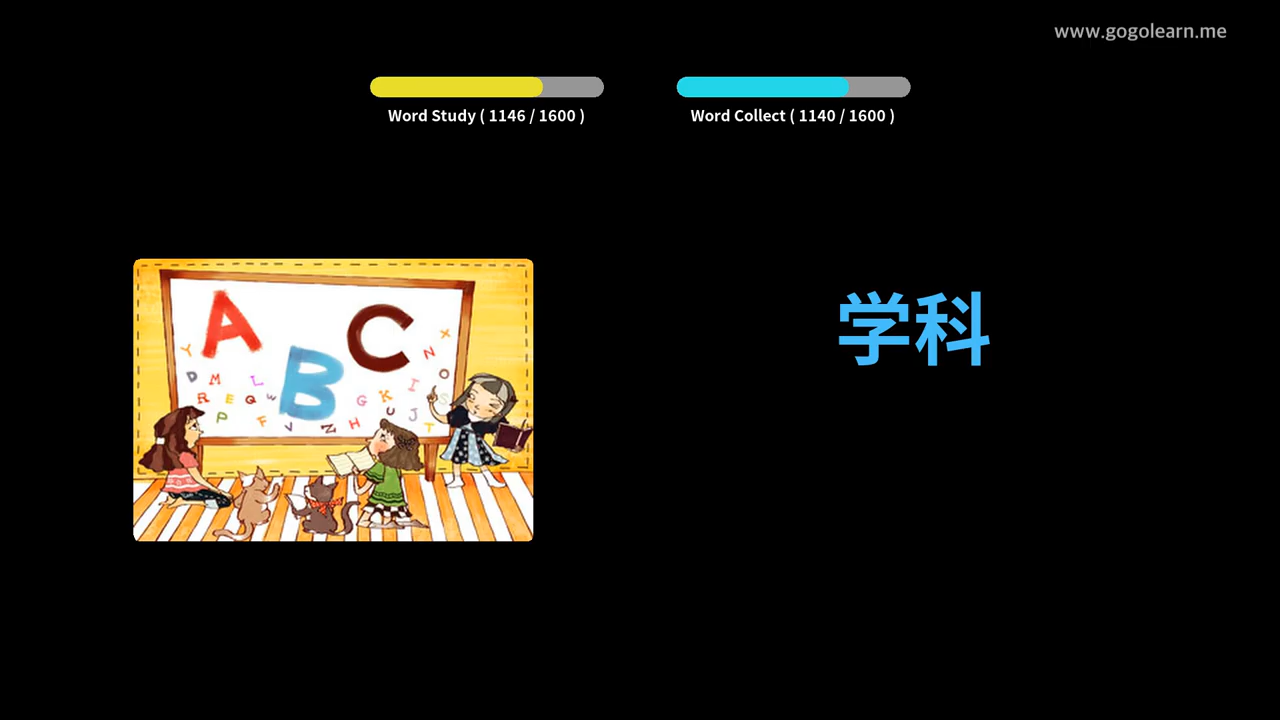 www.gogolearn.me
Word Study ( 1146 / 1600 )
Word Collect ( 1140 / 1600 )
学科
A
B
C
Y
X
N
D M L O
R E Q W G K I S
P F V Z H U J T